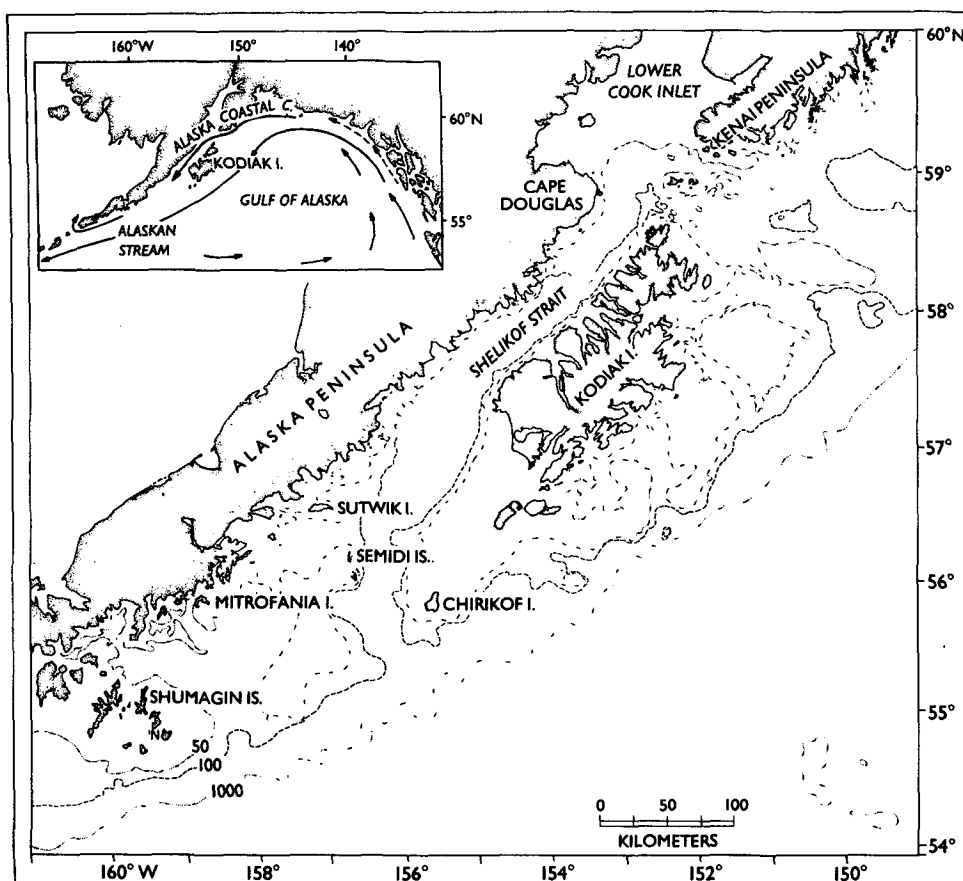 160°W
150°
140°
ALASKA COASTAL C.
60°N
KODIAK I.
GULF OF ALASKA
55°
ALASKAN
STREAM
60°N
LOWER
COOK INLET
KENAI PENINSULA
59°
CAPE
DOUGLAS
58°
SHELIKOF STRAIT
ALASKA PENINSULA
KODIAK I.
57°
SUTWIK I.
SEMIDI IS..
56°
MITROFANIA I.
CHIRIKOF I.
SHUMAGIN IS.
55°
50
100
1000
0 50 100
KILOMETERS
54°
160°W
158°
156°
154°
152°
150°